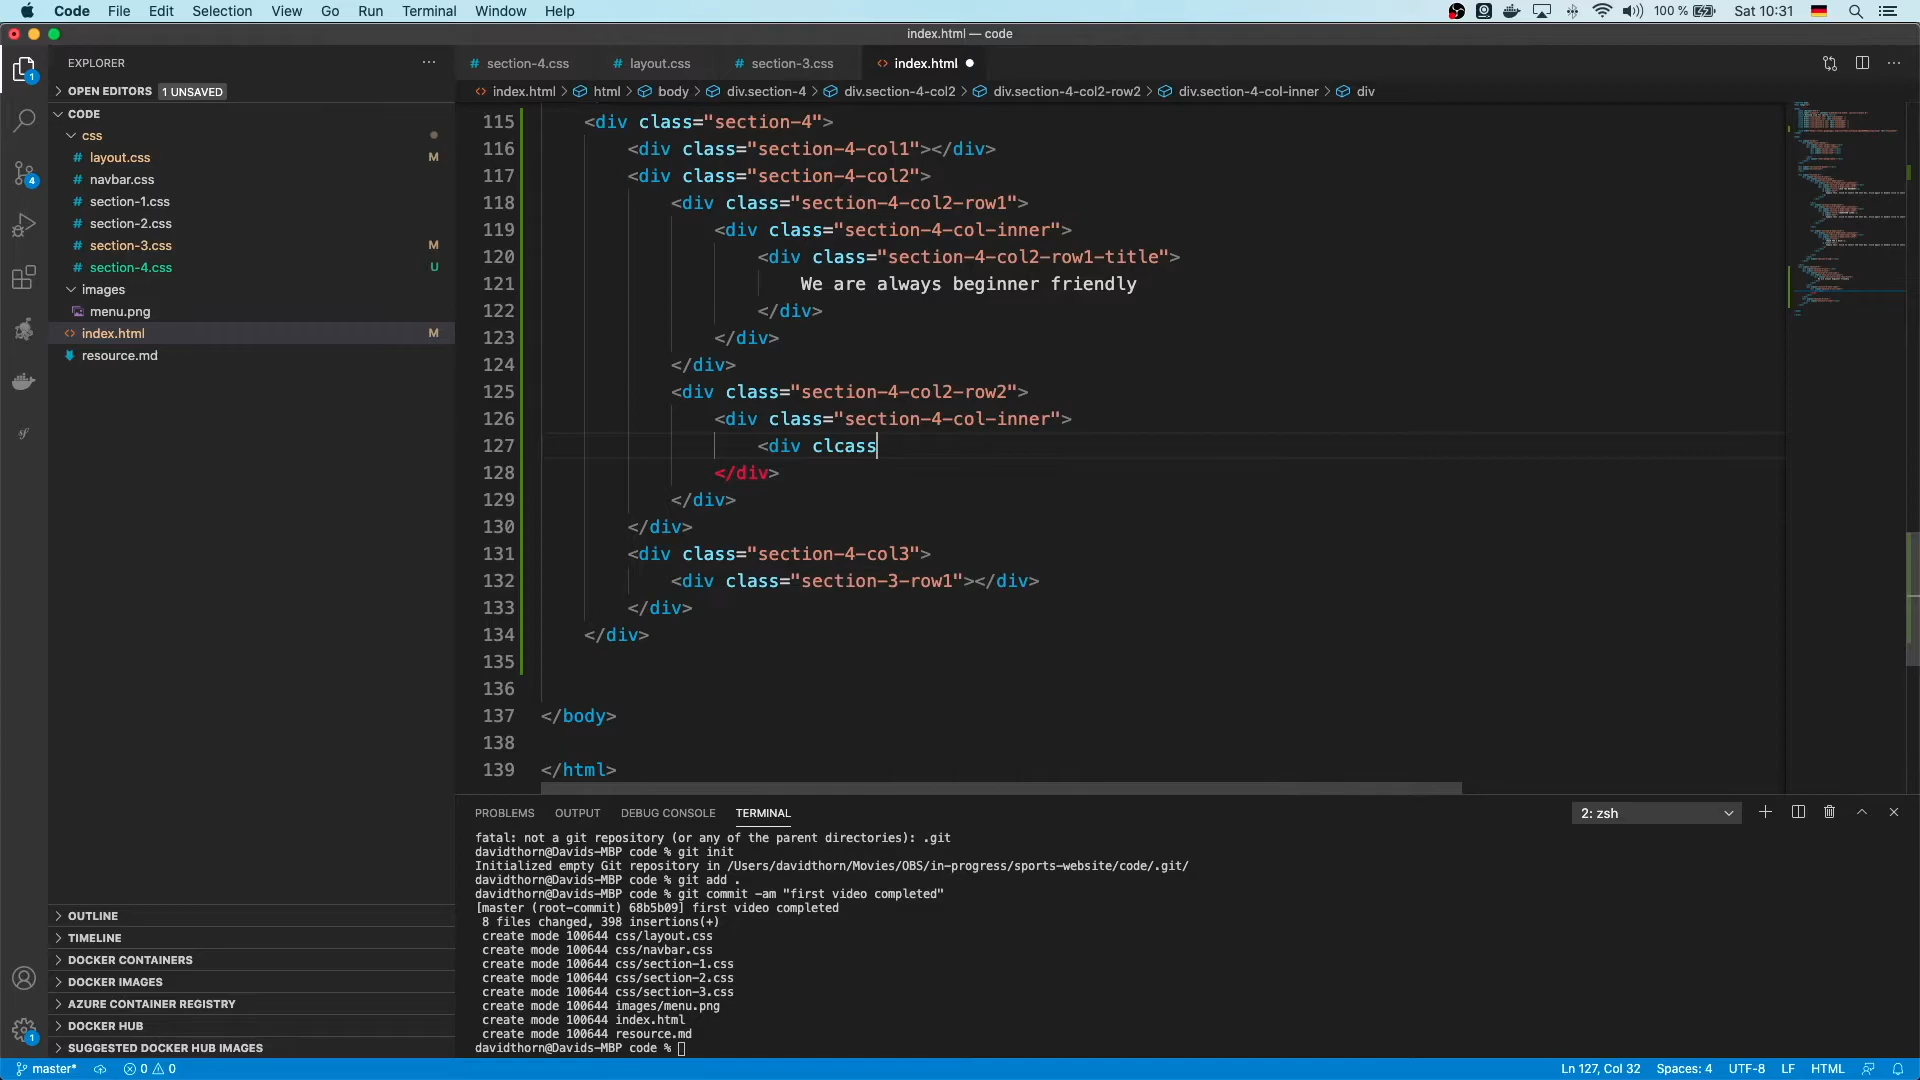 Code File Edit Selection View Go Run Terminal Window Help 100 % Sat 10:31
index.html — code
EXPLORER
OPEN EDITORS 1 UNSAVED
CODE
css
layout.css M
navbar.css
section-1.css
section-2.css
section-3.css M
section-4.css U
images
menu.png
index.html M
resource.md
OUTLINE
TIMELINE
DOCKER CONTAINERS
DOCKER IMAGES
AZURE CONTAINER REGISTRY
DOCKER HUB
SUGGESTED DOCKER HUB IMAGES
section-4.css layout.css section-3.css index.html
index.html > html > body > div.section-4 > div.section-4-col2 > div.section-4-col2-row2 > div.section-4-col-inner > div
115 <div class="section-4">
116 <div class="section-4-col1"></div>
117 <div class="section-4-col2">
118 <div class="section-4-col2-row1">
119 <div class="section-4-col-inner">
120 <div class="section-4-col2-row1-title">
121 We are always beginner friendly
122 </div>
123 </div>
124 </div>
125 <div class="section-4-col2-row2">
126 <div class="section-4-col-inner">
127 <div clcass
128 </div>
129 </div>
130 </div>
131 <div class="section-4-col3">
132 <div class="section-3-row1"></div>
133 </div>
134 </div>
135
136
137 </body>
138
139 </html>
PROBLEMS OUTPUT DEBUG CONSOLE TERMINAL 2: zsh
fatal: not a git repository (or any of the parent directories): .git
davidthorn@Davids-MBP code % git init
Initialized empty Git repository in /Users/davidthorn/Movies/OBS/in-progress/sports-website/code/.git/
davidthorn@Davids-MBP code % git add .
davidthorn@Davids-MBP code % git commit -am "first video completed"
[master (root-commit) 68b5b09] first video completed
8 files changed, 398 insertions(+)
create mode 100644 css/layout.css
create mode 100644 css/navbar.css
create mode 100644 css/section-1.css
create mode 100644 css/section-2.css
create mode 100644 css/section-3.css
create mode 100644 images/menu.png
create mode 100644 index.html
create mode 100644 resource.md
davidthorn@Davids-MBP code %
master* 0 0 Ln 127, Col 32 Spaces: 4 UTF-8 LF HTML